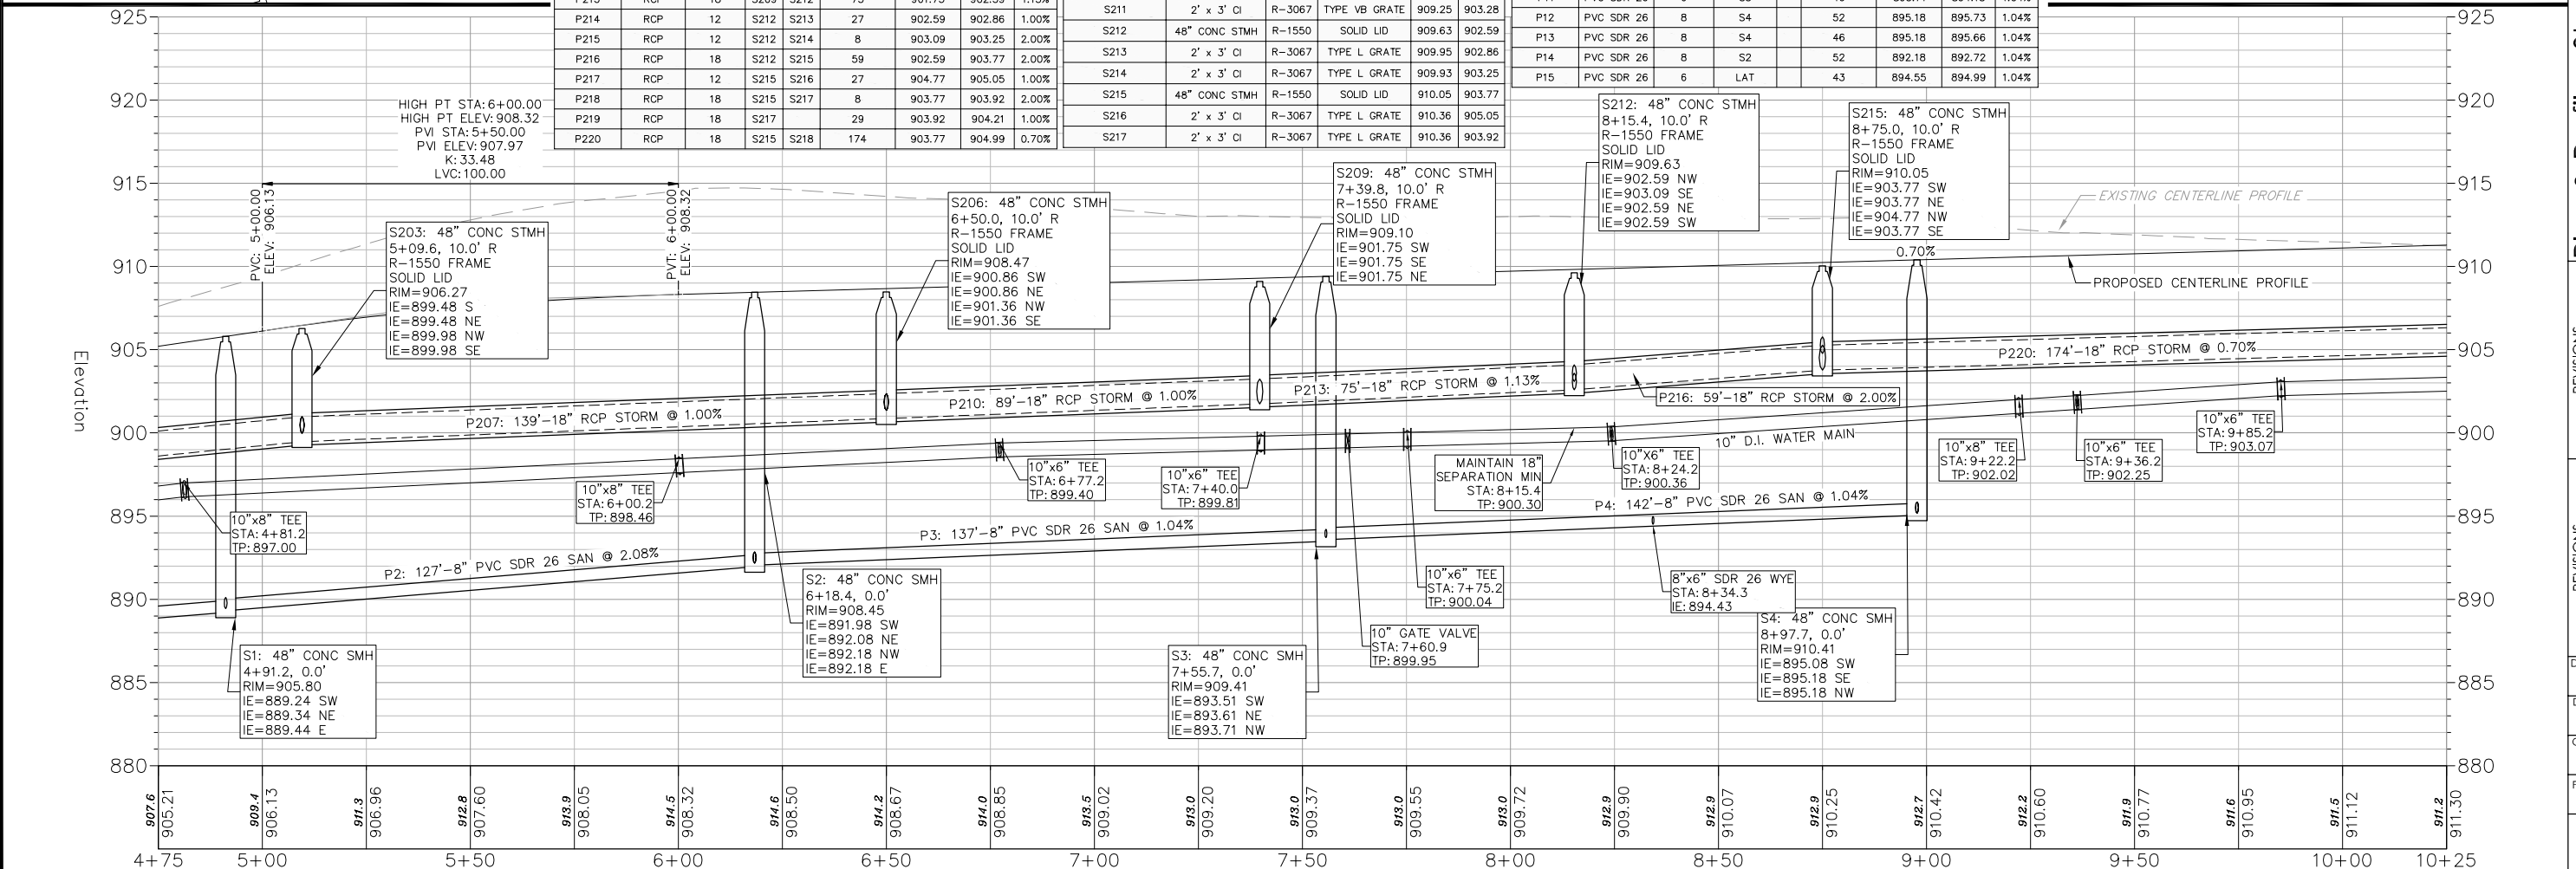 P214 RCP 12 S212 S213 27 902.59 902.86 1.00%
P215 RCP 12 S212 S214 8 903.09 903.25 2.00%
P216 RCP 18 S212 S215 59 902.59 903.77 2.00%
P217 RCP 12 S215 S216 27 904.77 905.05 1.00%
P218 RCP 18 S215 S217 8 903.77 903.92 2.00%
P219 RCP 18 S217 29 903.92 904.21 1.00%
P220 RCP 18 S215 S218 174 903.77 904.99 0.70%
S211 2' x 3' CI R-3067 TYPE VB GRATE 909.25 903.28
S212 48" CONC STMH R-1550 SOLID LID 909.63 902.59
S213 2' x 3' CI R-3067 TYPE L GRATE 909.95 902.86
S214 2' x 3' CI R-3067 TYPE L GRATE 909.93 903.25
S215 48" CONC STMH R-1550 SOLID LID 910.05 903.77
S216 2' x 3' CI R-3067 TYPE L GRATE 910.36 905.05
S217 2' x 3' CI R-3067 TYPE L GRATE 910.36 903.92
P12 PVC SDR 26 8 S4 52 895.18 895.73 1.04%
P13 PVC SDR 26 8 S4 46 895.18 895.66 1.04%
P14 PVC SDR 26 8 S2 52 892.18 892.72 1.04%
P15 PVC SDR 26 6 LAT 43 894.55 894.99 1.04%
925
920
915
910
905
900
895
890
885
880
Elevation
925
920
915
910
905
900
895
890
885
880
HIGH PT STA: 6+00.00
HIGH PT ELEV: 908.32
PVI STA: 5+50.00
PVI ELEV: 907.97
K: 33.48
LVC: 100.00
PVC: 5+00.00
ELEV: 906.13
PVT: 6+00.00
ELEV: 908.32
S203: 48" CONC STMH
5+09.6, 10.0' R
R-1550 FRAME
SOLID LID
RIM=906.27
IE=899.48 S
IE=899.48 NE
IE=899.98 NW
IE=899.98 SE
S206: 48" CONC STMH
6+50.0, 10.0' R
R-1550 FRAME
SOLID LID
RIM=908.47
IE=900.86 SW
IE=900.86 NE
IE=901.36 NW
IE=901.36 SE
S209: 48" CONC STMH
7+39.8, 10.0' R
R-1550 FRAME
SOLID LID
RIM=909.10
IE=901.75 SW
IE=901.75 SE
IE=901.75 NE
S212: 48" CONC STMH
8+15.4, 10.0' R
R-1550 FRAME
SOLID LID
RIM=909.63
IE=902.59 NW
IE=903.09 SE
IE=902.59 NE
IE=902.59 SW
S215: 48" CONC STMH
8+75.0, 10.0' R
R-1550 FRAME
SOLID LID
RIM=910.05
IE=903.77 SW
IE=903.77 NE
IE=904.77 NW
IE=903.77 SE
0.70%
EXISTING CENTERLINE PROFILE
PROPOSED CENTERLINE PROFILE
P207: 139'-18" RCP STORM @ 1.00%
P210: 89'-18" RCP STORM @ 1.00%
P213: 75'-18" RCP STORM @ 1.13%
P216: 59'-18" RCP STORM @ 2.00%
P220: 174'-18" RCP STORM @ 0.70%
10" D.I. WATER MAIN
10"x8" TEE
STA: 4+81.2
TP: 897.00
10"x8" TEE
STA: 6+00.2
TP: 898.46
10"x6" TEE
STA: 6+77.2
TP: 899.40
10"x6" TEE
STA: 7+40.0
TP: 899.81
MAINTAIN 18"
SEPARATION MIN
STA: 8+15.4
TP: 900.30
10"X6" TEE
STA: 8+24.2
TP: 900.36
10"x8" TEE
STA: 9+22.2
TP: 902.02
10"x6" TEE
STA: 9+36.2
TP: 902.25
10"x6" TEE
STA: 9+85.2
TP: 903.07
P2: 127'-8" PVC SDR 26 SAN @ 2.08%
P3: 137'-8" PVC SDR 26 SAN @ 1.04%
P4: 142'-8" PVC SDR 26 SAN @ 1.04%
10"x6" TEE
STA: 7+75.2
TP: 900.04
10" GATE VALVE
STA: 7+60.9
TP: 899.95
8"x6" SDR 26 WYE
STA: 8+34.3
IE: 894.43
S1: 48" CONC SMH
4+91.2, 0.0'
RIM=905.80
IE=889.24 SW
IE=889.34 NE
IE=889.44 E
S2: 48" CONC SMH
6+18.4, 0.0'
RIM=908.45
IE=891.98 SW
IE=892.08 NE
IE=892.18 NW
IE=892.18 E
S3: 48" CONC SMH
7+55.7, 0.0'
RIM=909.41
IE=893.51 SW
IE=893.61 NE
IE=893.71 NW
S4: 48" CONC SMH
8+97.7, 0.0'
RIM=910.41
IE=895.08 SW
IE=895.18 SE
IE=895.18 NW
907.6 905.21
909.4 906.13
911.3 906.96
912.8 907.60
913.9 908.05
914.5 908.32
914.6 908.50
914.2 908.67
914.0 908.85
913.5 909.02
913.0 909.20
913.0 909.37
913.0 909.55
913.0 909.72
912.9 909.90
912.9 910.07
912.9 910.25
912.7 910.42
912.2 910.60
911.9 910.77
911.6 910.95
911.5 911.12
911.2 911.30
4+75 5+00 5+50 6+00 6+50 7+00 7+50 8+00 8+50 9+00 9+50 10+00 10+25